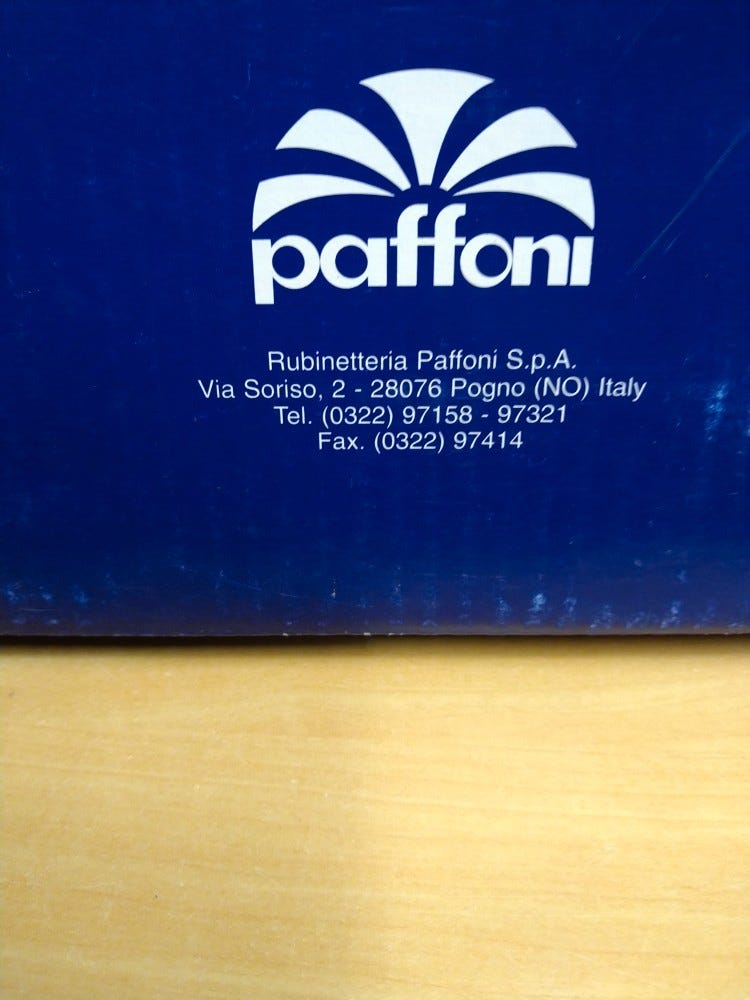 paffoni
Rubinetteria Paffoni S.p.A.
Via Soriso, 2 - 28076 Pogno (NO) Italy
Tel. (0322) 97158 - 97321
Fax. (0322) 97414